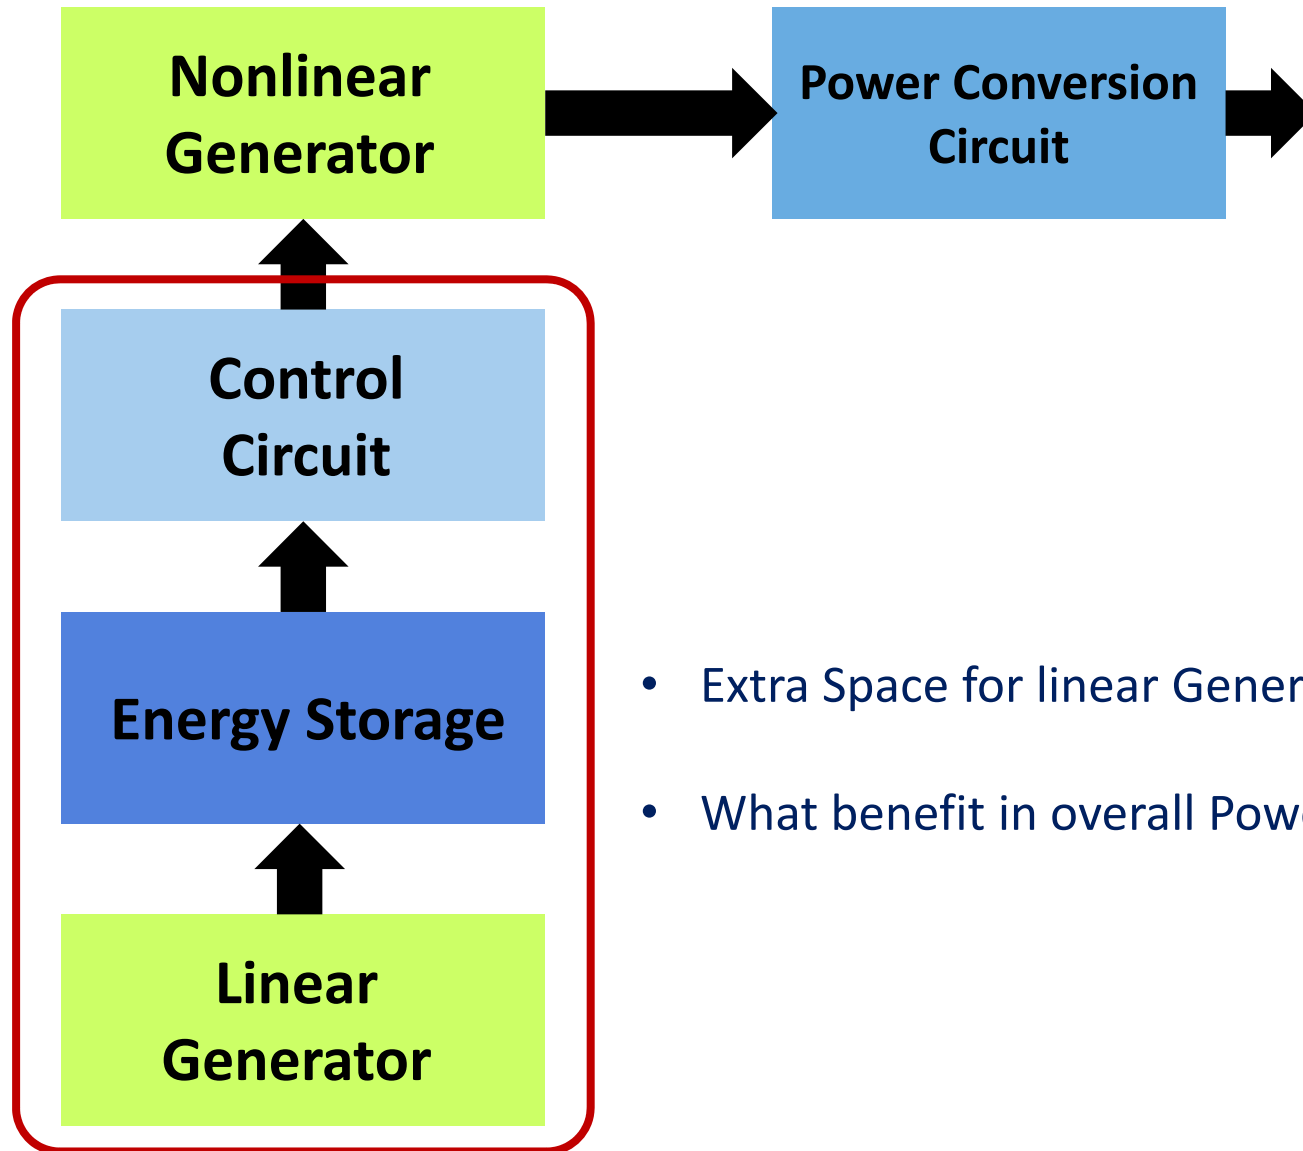 Nonlinear
Generator
Power Conversion
Circuit
Control
Circuit
Energy Storage
• Extra Space for linear Gener
• What benefit in overall Pow
Linear
Generator